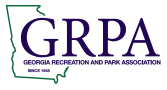 GRPA
GEORGIA RECREATION AND PARK ASSOCIATION
SINCE 1946